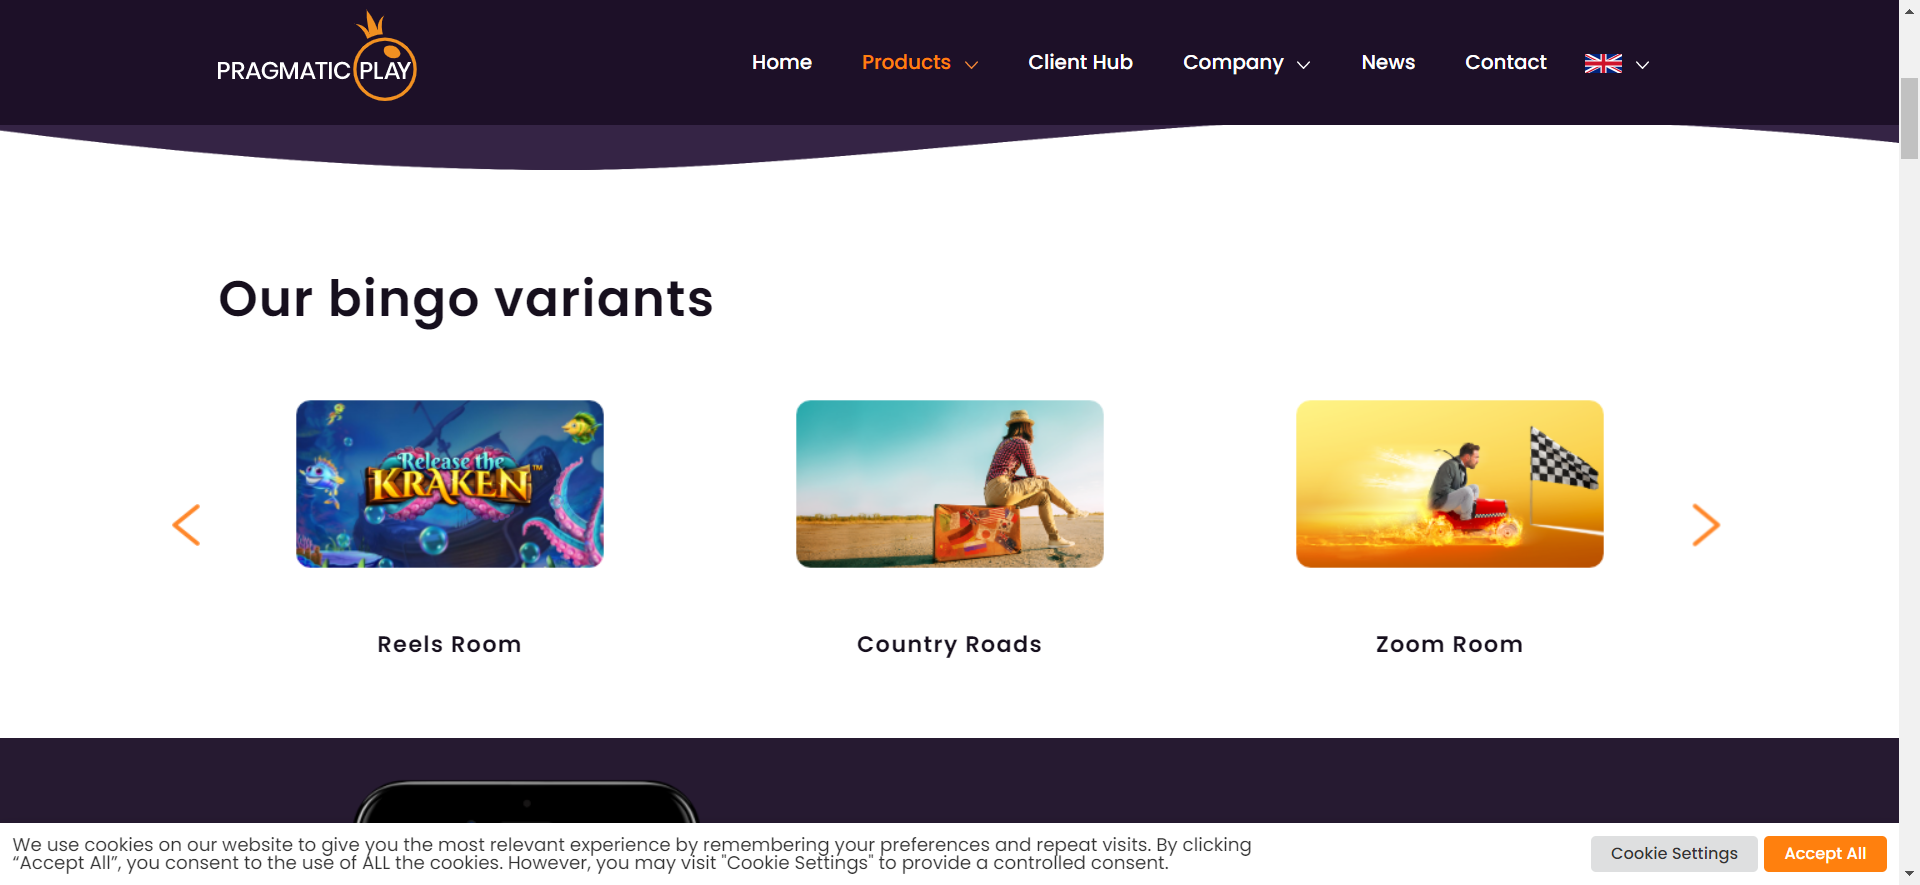 PRAGMATIC PLAY
Home
Products
Client Hub
Company
News
Contact
Our bingo variants
Release the
KRAKEN™
Reels Room
Country Roads
Zoom Room
We use cookies on our website to give you the most relevant experience by remembering your preferences and repeat visits. By clicking
“Accept All”, you consent to the use of ALL the cookies. However, you may visit "Cookie Settings" to provide a controlled consent.
Cookie Settings
Accept All